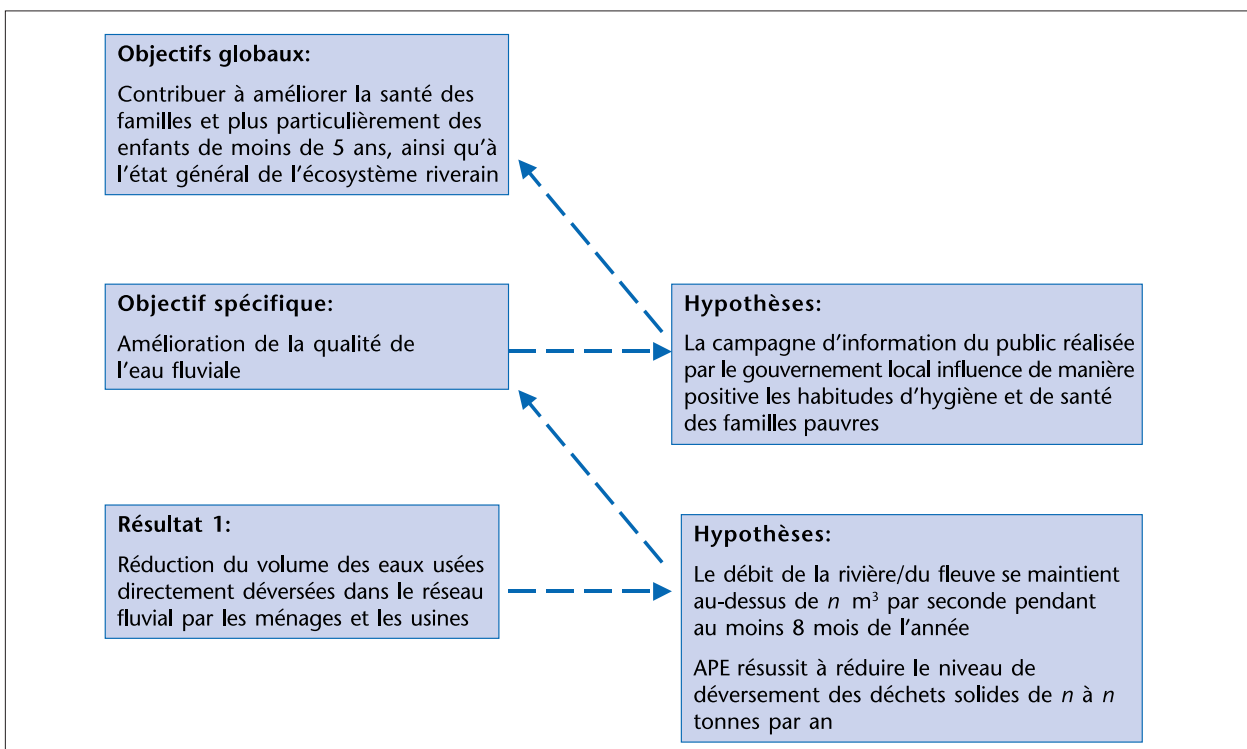 Objectifs globaux:
Contribuer à améliorer la santé des
familles et plus particulièrement des
enfants de moins de 5 ans, ainsi qu’à
l’état général de l’écosystème riverain
Objectif spécifique:
Amélioration de la qualité de
l’eau fluviale
Hypothèses:
La campagne d’information du public réalisée
par le gouvernement local influence de manière
positive les habitudes d’hygiène et de santé
des familles pauvres
Résultat 1:
Réduction du volume des eaux usées
directement déversées dans le réseau
fluvial par les ménages et les usines
Hypothèses:
Le débit de la rivière/du fleuve se maintient
au-dessus de n m³ par seconde pendant
au moins 8 mois de l’année
APE résussit à réduire le niveau de
déversement des déchets solides de n à n
tonnes par an